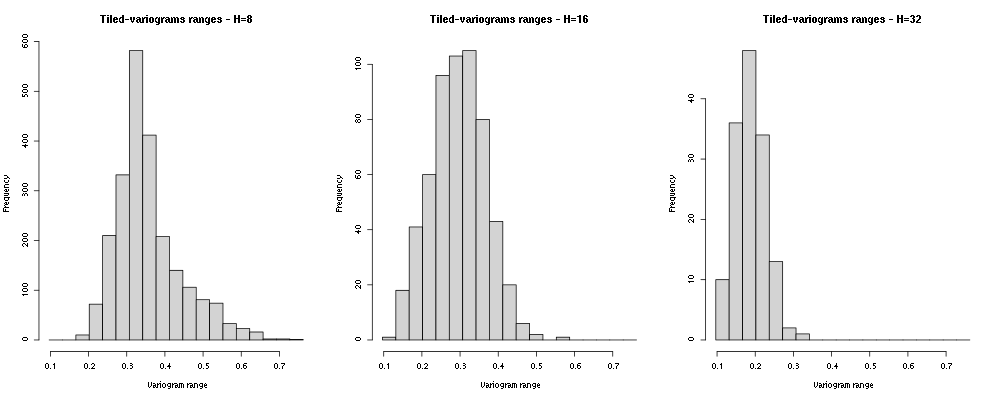 Tiled-variograms ranges - H=8
Frequency
600
500
400
300
200
100
0
0.1 0.2 0.3 0.4 0.5 0.6 0.7
Variogram range
Tiled-variograms ranges - H=16
Frequency
100
80
60
40
20
0
0.1 0.2 0.3 0.4 0.5 0.6 0.7
Variogram range
Tiled-variograms ranges - H=32
Frequency
40
30
20
10
0
0.1 0.2 0.3 0.4 0.5 0.6 0.7
Variogram range